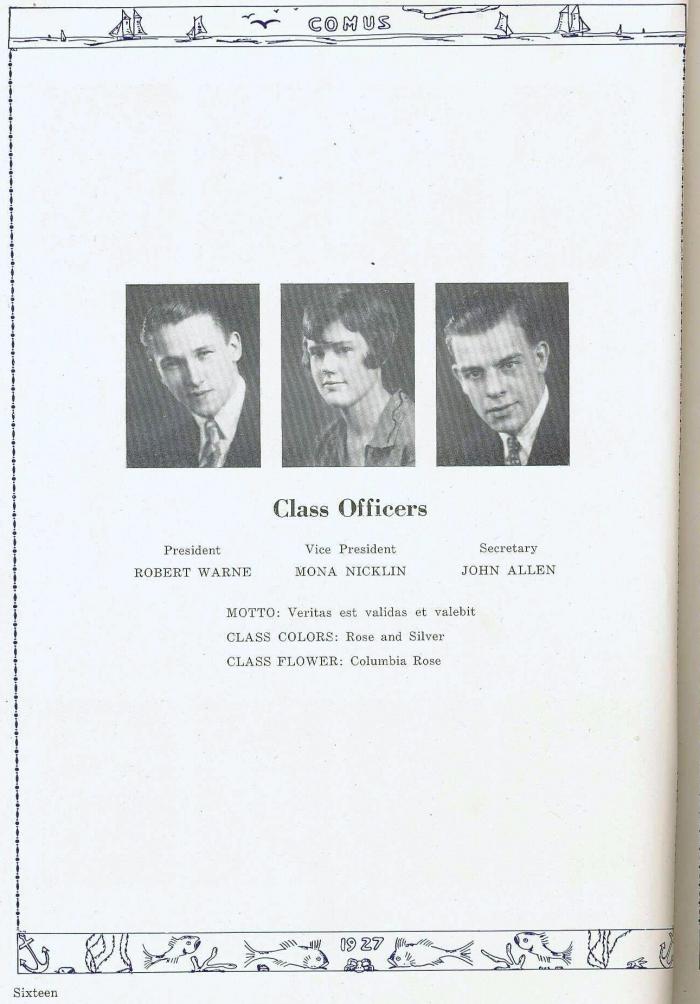 COMUS
Class Officers
President Vice President Secretary
ROBERT WARNE MONA NICKLIN JOHN ALLEN
MOTTO: Veritas est validas et valebit
CLASS COLORS: Rose and Silver
CLASS FLOWER: Columbia Rose
1927
Sixteen